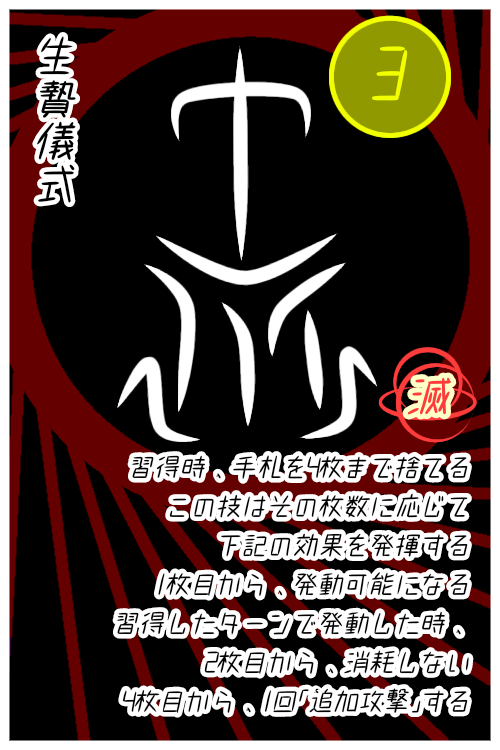 生贄儀式
3
滅
習得時、手札を4枚まで捨てる
この技はその枚数に応じて
下記の効果を発揮する
1枚目から、発動可能になる
習得したターンで発動した時、
2枚目から、消耗しない
4枚目から、1回「追加攻撃」する